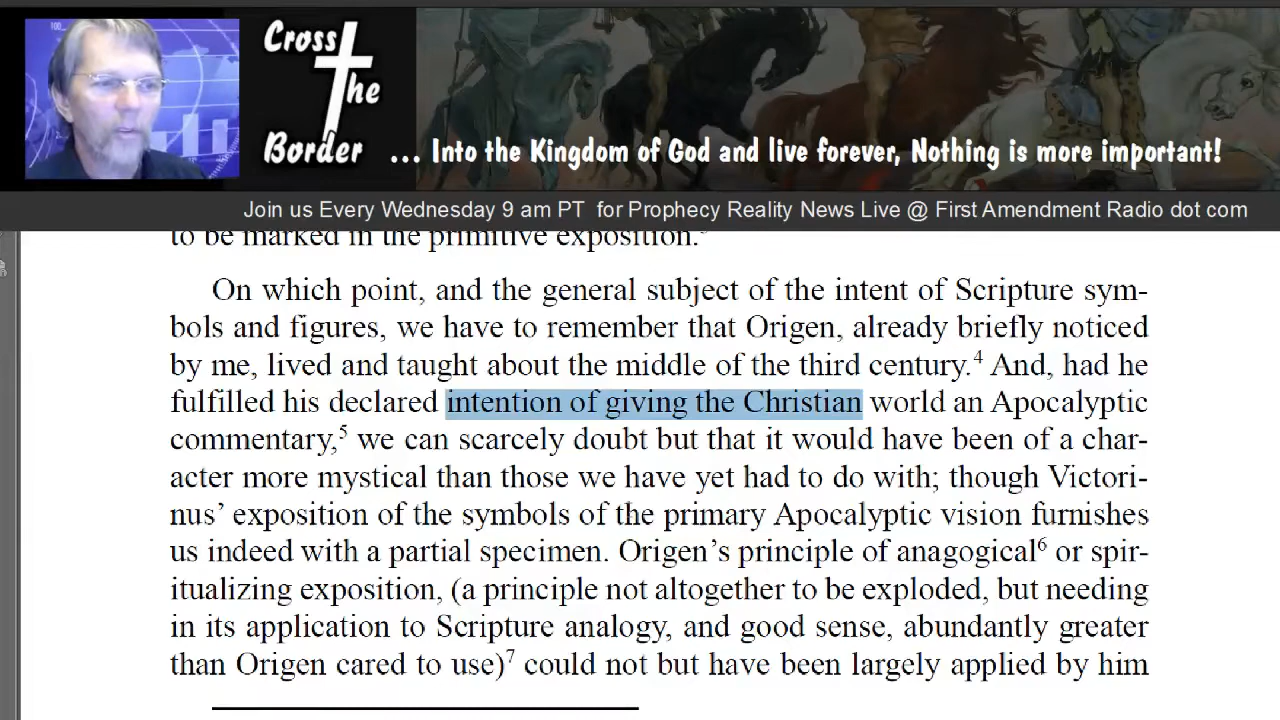 Cross
the
Border
... Into the Kingdom of God and live forever, Nothing is more important!
Join us Every Wednesday 9 am PT for Prophecy Reality News Live @ First Amendment Radio dot com
to be marked in the primitive exposition.
On which point, and the general subject of the intent of Scripture sym-
bols and figures, we have to remember that Origen, already briefly noticed
by me, lived and taught about the middle of the third century.4 And, had he
fulfilled his declared intention of giving the Christian world an Apocalyptic
commentary,5 we can scarcely doubt but that it would have been of a char-
acter more mystical than those we have yet had to do with; though Victori-
nus' exposition of the symbols of the primary Apocalyptic vision furnishes
us indeed with a partial specimen. Origen's principle of anagogical6 or spir-
itualizing exposition, (a principle not altogether to be exploded, but needing
in its application to Scripture analogy, and good sense, abundantly greater
than Origen cared to use)7 could not but have been largely applied by him